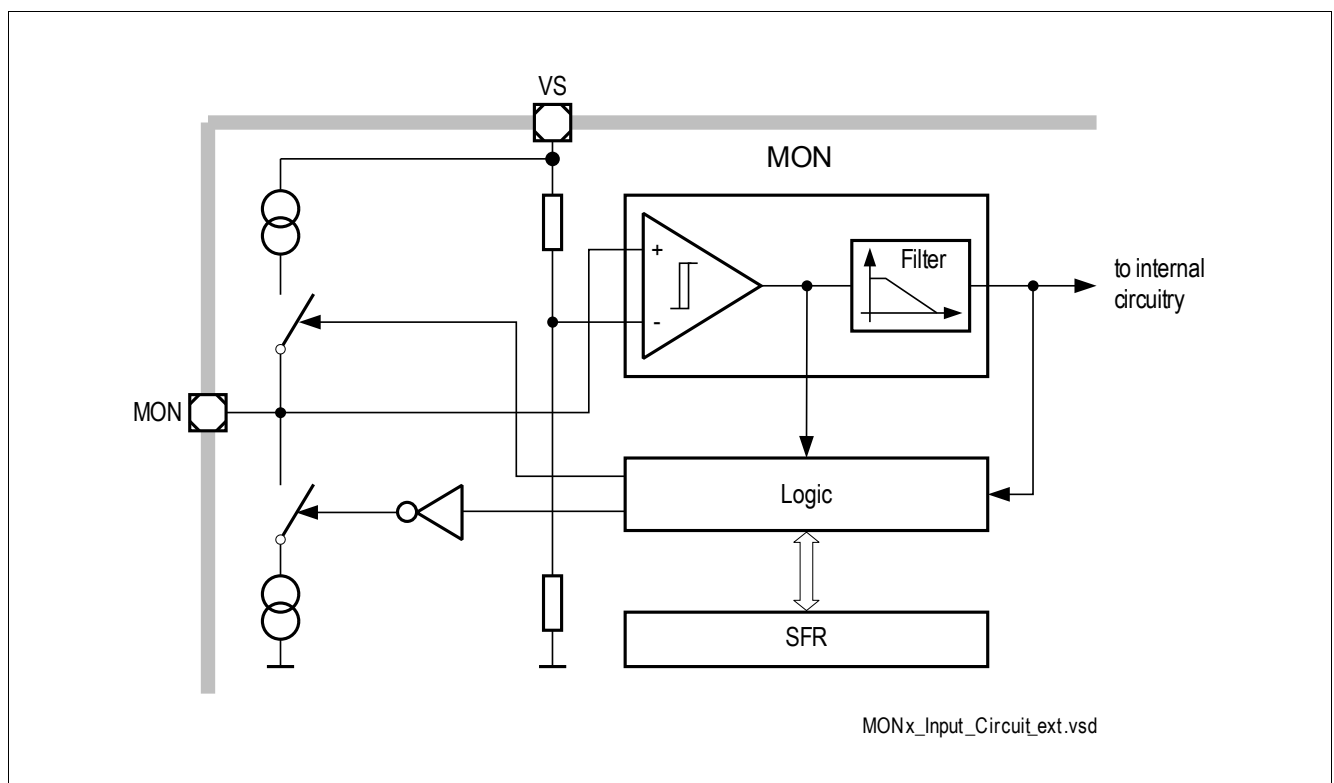 VS
MON
+
Filter
to internal
circuitry
-
MON
Logic
SFR
MONx_Input_Circuit_ext.vsd